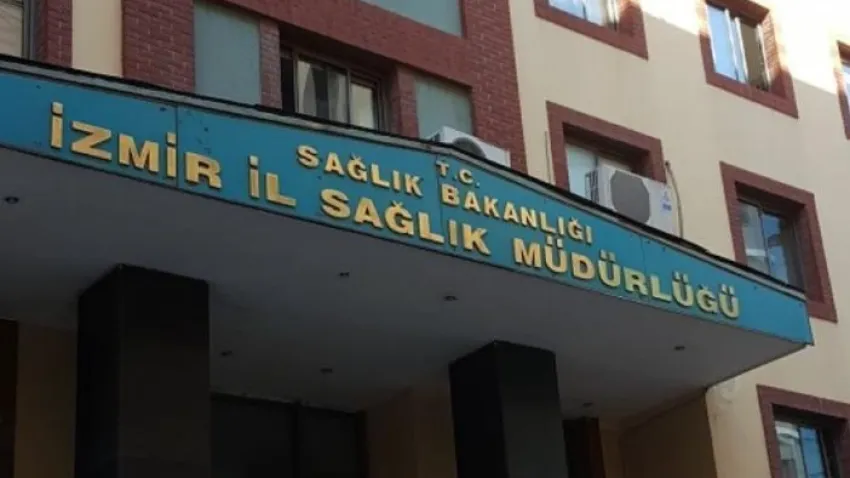 T.C.
SAĞLIK BAKANLIĞI
İZMİR İL SAĞLIK MÜDÜRLÜĞÜ